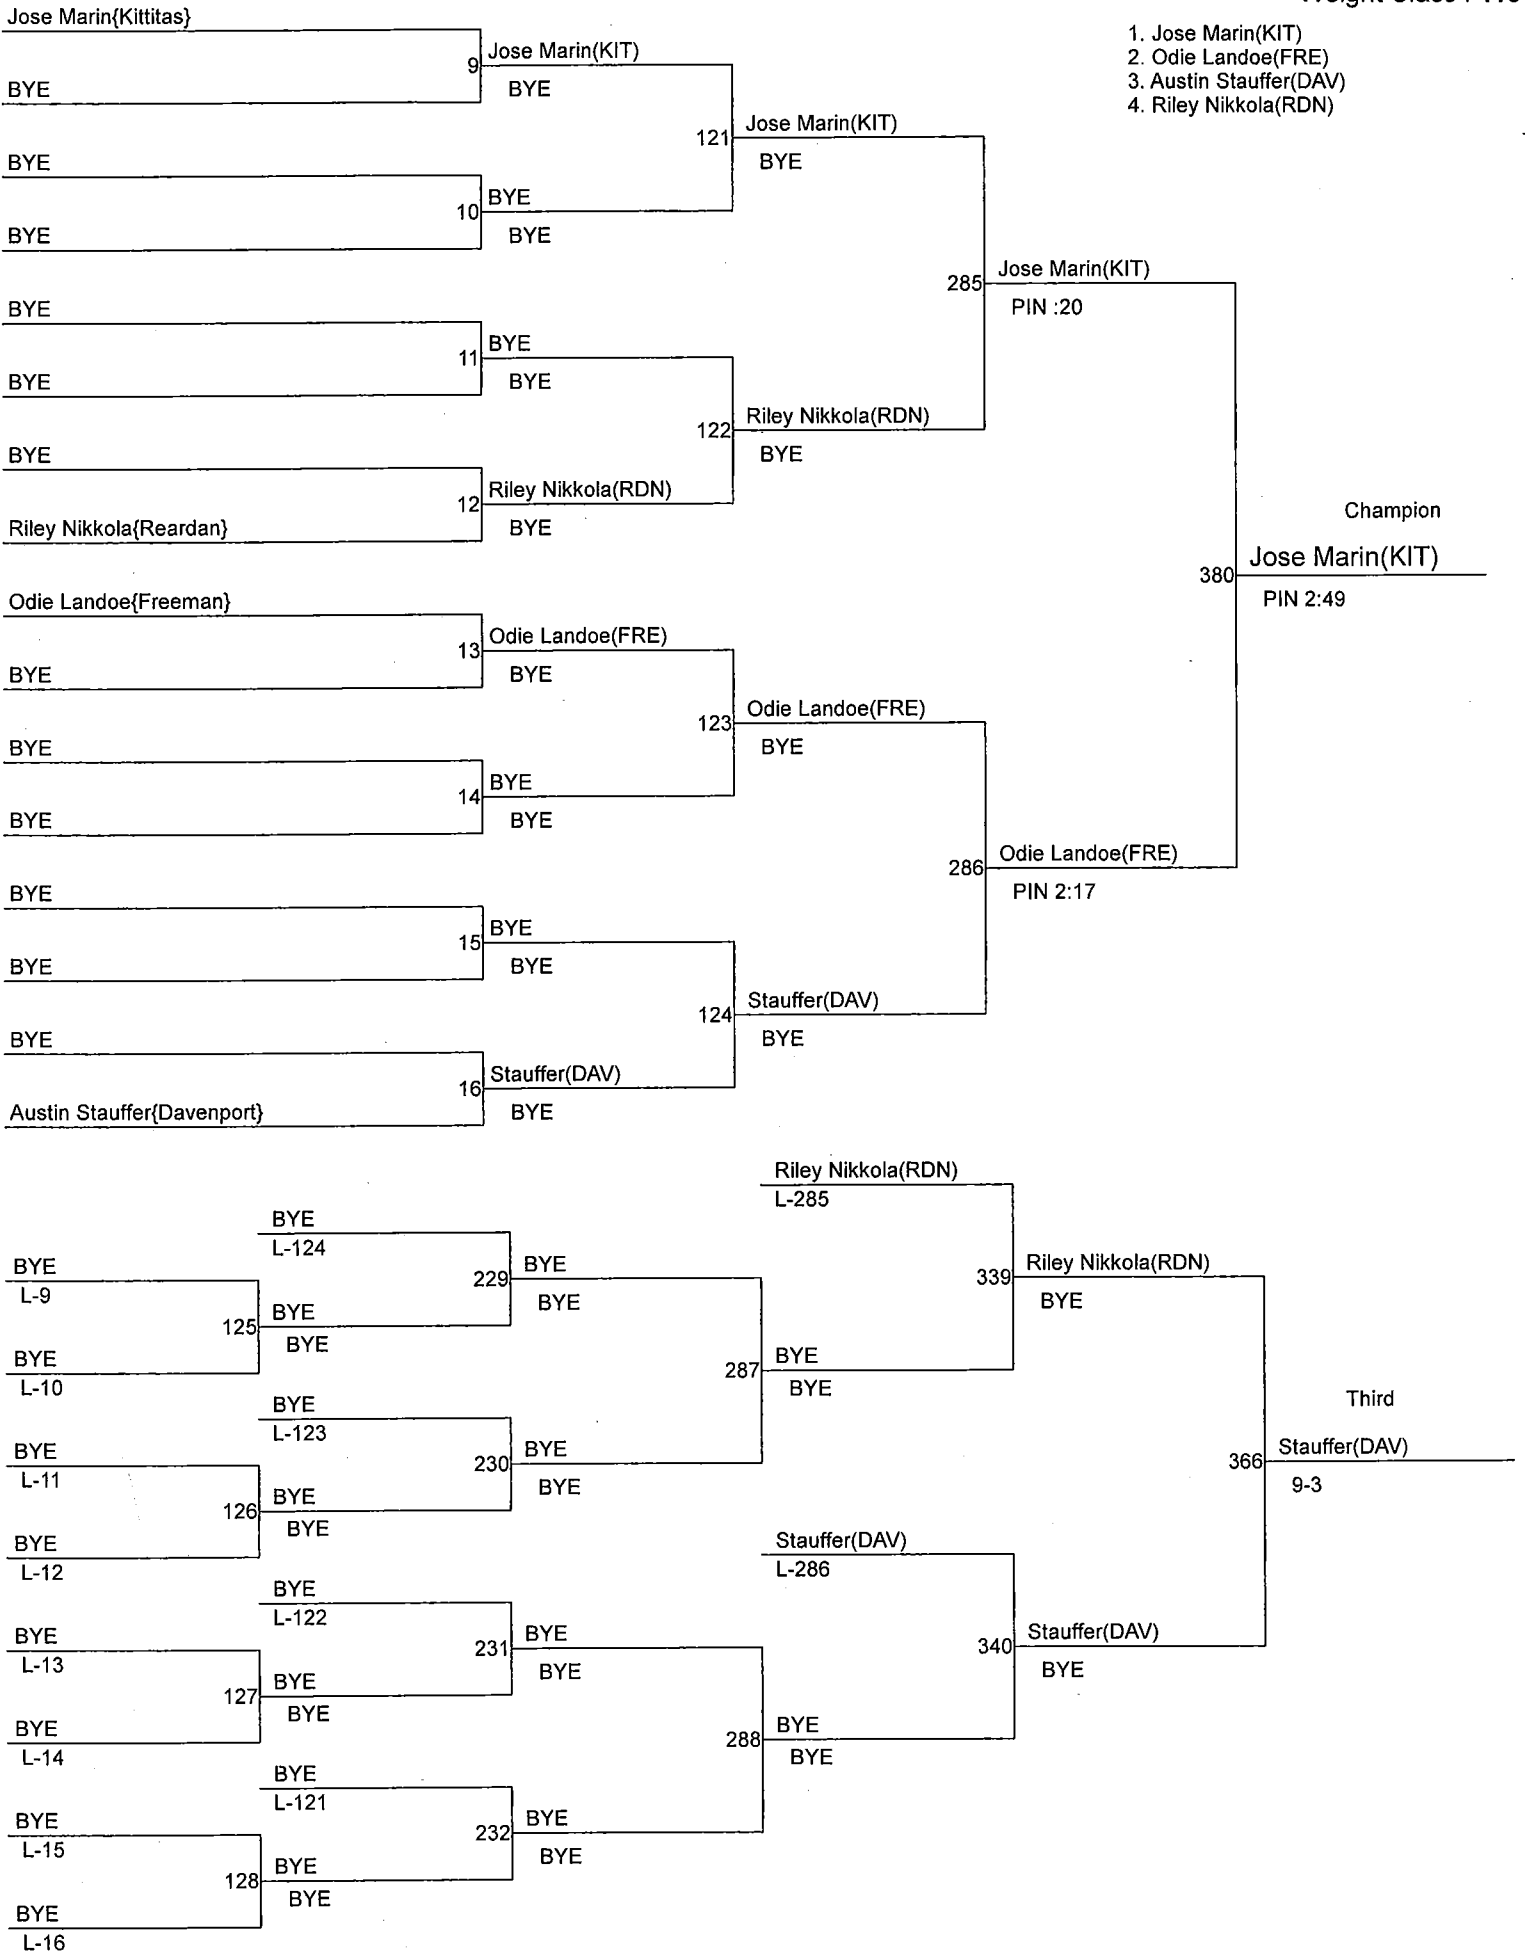 1. Jose Marin(KIT)
2. Odie Landoe(FRE)
3. Austin Stauffer(DAV)
4. Riley Nikkola(RDN)
Jose Marin{Kittitas}
9
Jose Marin(KIT)
BYE
BYE
121
Jose Marin(KIT)
BYE
BYE
10
BYE
BYE
BYE
285
Jose Marin(KIT)
PIN :20
BYE
11
BYE
BYE
BYE
122
Riley Nikkola(RDN)
BYE
BYE
12
Riley Nikkola(RDN)
BYE
Riley Nikkola{Reardan}
Champion
380
Jose Marin(KIT)
PIN 2:49
Odie Landoe{Freeman}
13
Odie Landoe(FRE)
BYE
BYE
123
Odie Landoe(FRE)
BYE
BYE
14
BYE
BYE
BYE
286
Odie Landoe(FRE)
PIN 2:17
BYE
15
BYE
BYE
BYE
124
Stauffer(DAV)
BYE
BYE
16
Stauffer(DAV)
BYE
Austin Stauffer{Davenport}
Riley Nikkola(RDN)
L-285
BYE
L-124
BYE
L-9
229
BYE
BYE
339
Riley Nikkola(RDN)
BYE
125
BYE
BYE
BYE
L-10
287
BYE
BYE
BYE
L-123
Third
BYE
L-11
230
BYE
BYE
366
Stauffer(DAV)
9-3
126
BYE
BYE
BYE
L-12
Stauffer(DAV)
L-286
BYE
L-122
BYE
L-13
231
BYE
BYE
340
Stauffer(DAV)
BYE
127
BYE
BYE
BYE
L-14
288
BYE
BYE
BYE
L-121
BYE
L-15
232
BYE
BYE
128
BYE
BYE
BYE
L-16